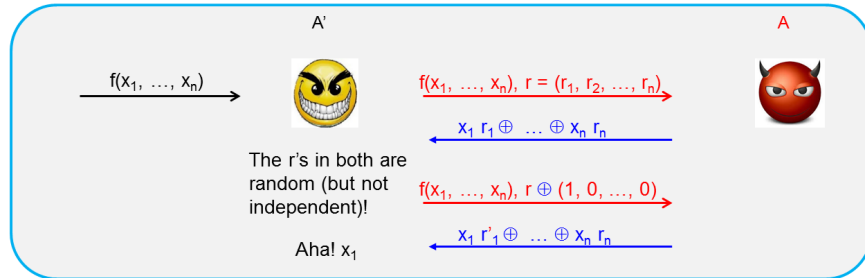 A’ A
f(x₁, …, xₙ)
f(x₁, …, xₙ), r = (r₁, r₂, …, rₙ)
x₁ r₁ ⊕ … ⊕ xₙ rₙ
The r’s in both are
random (but not
independent)!
f(x₁, …, xₙ), r ⊕ (1, 0, …, 0)
x₁ r’₁ ⊕ … ⊕ xₙ rₙ
Aha! x₁